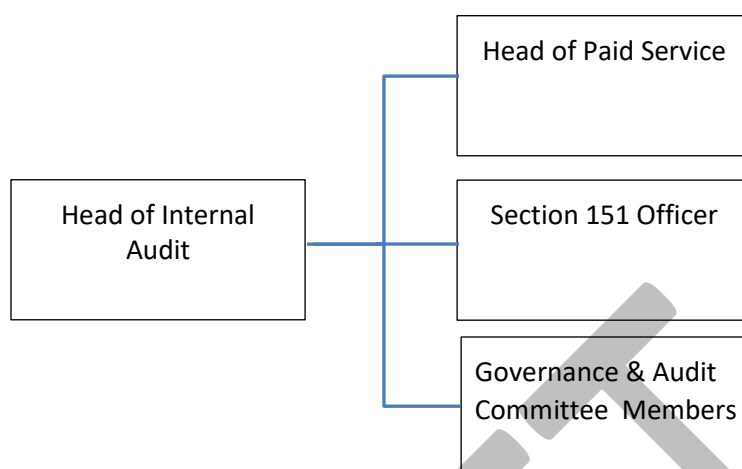 Head of Paid Service
Head of Internal
Audit
Section 151 Officer
Governance & Audit
Committee  Members